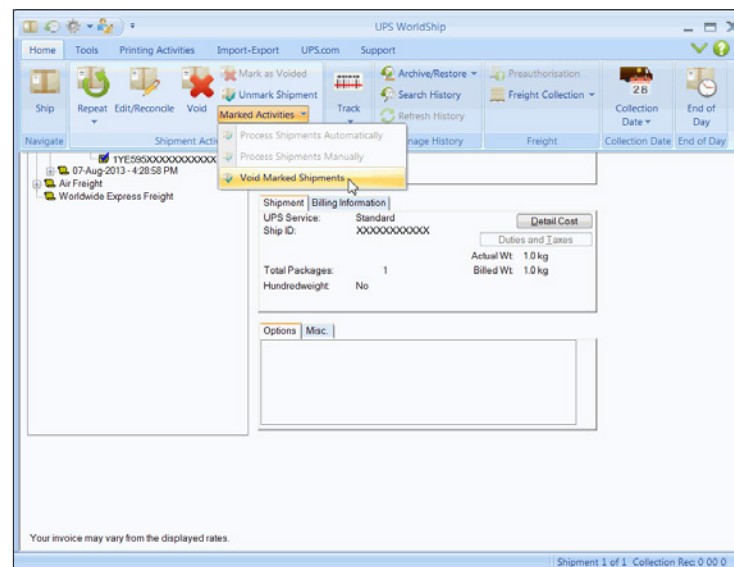 UPS WorldShip
Home Tools Printing Activities Import-Export UPS.com Support
Ship
Repeat
Edit/Reconcile
Void
Mark as Voided
Unmark Shipment
Marked Activities
Track
Archive/Restore
Search History
Refresh History
Preauthorisation
Freight Collection
28
Collection
Date
End of
Day
Navigate
Shipment Acti
nage History
Freight
Collection Date
End of Day
Process Shipments Automatically
Process Shipments Manually
Void Marked Shipments
1YE595XXXXXXXXXXXX
07-Aug-2013 - 4:28:58 PM
Air Freight
Worldwide Express Freight
Shipment Billing Information
UPS Service: Standard
Detail Cost
Ship ID: XXXXXXXXXXX
Duties and Taxes
Actual Wt: 1.0 kg
Total Packages: 1 Billed Wt: 1.0 kg
Hundredweight: No
Options Misc.
Your invoice may vary from the displayed rates.
Shipment 1 of 1 Collection Rec: 0 00 0